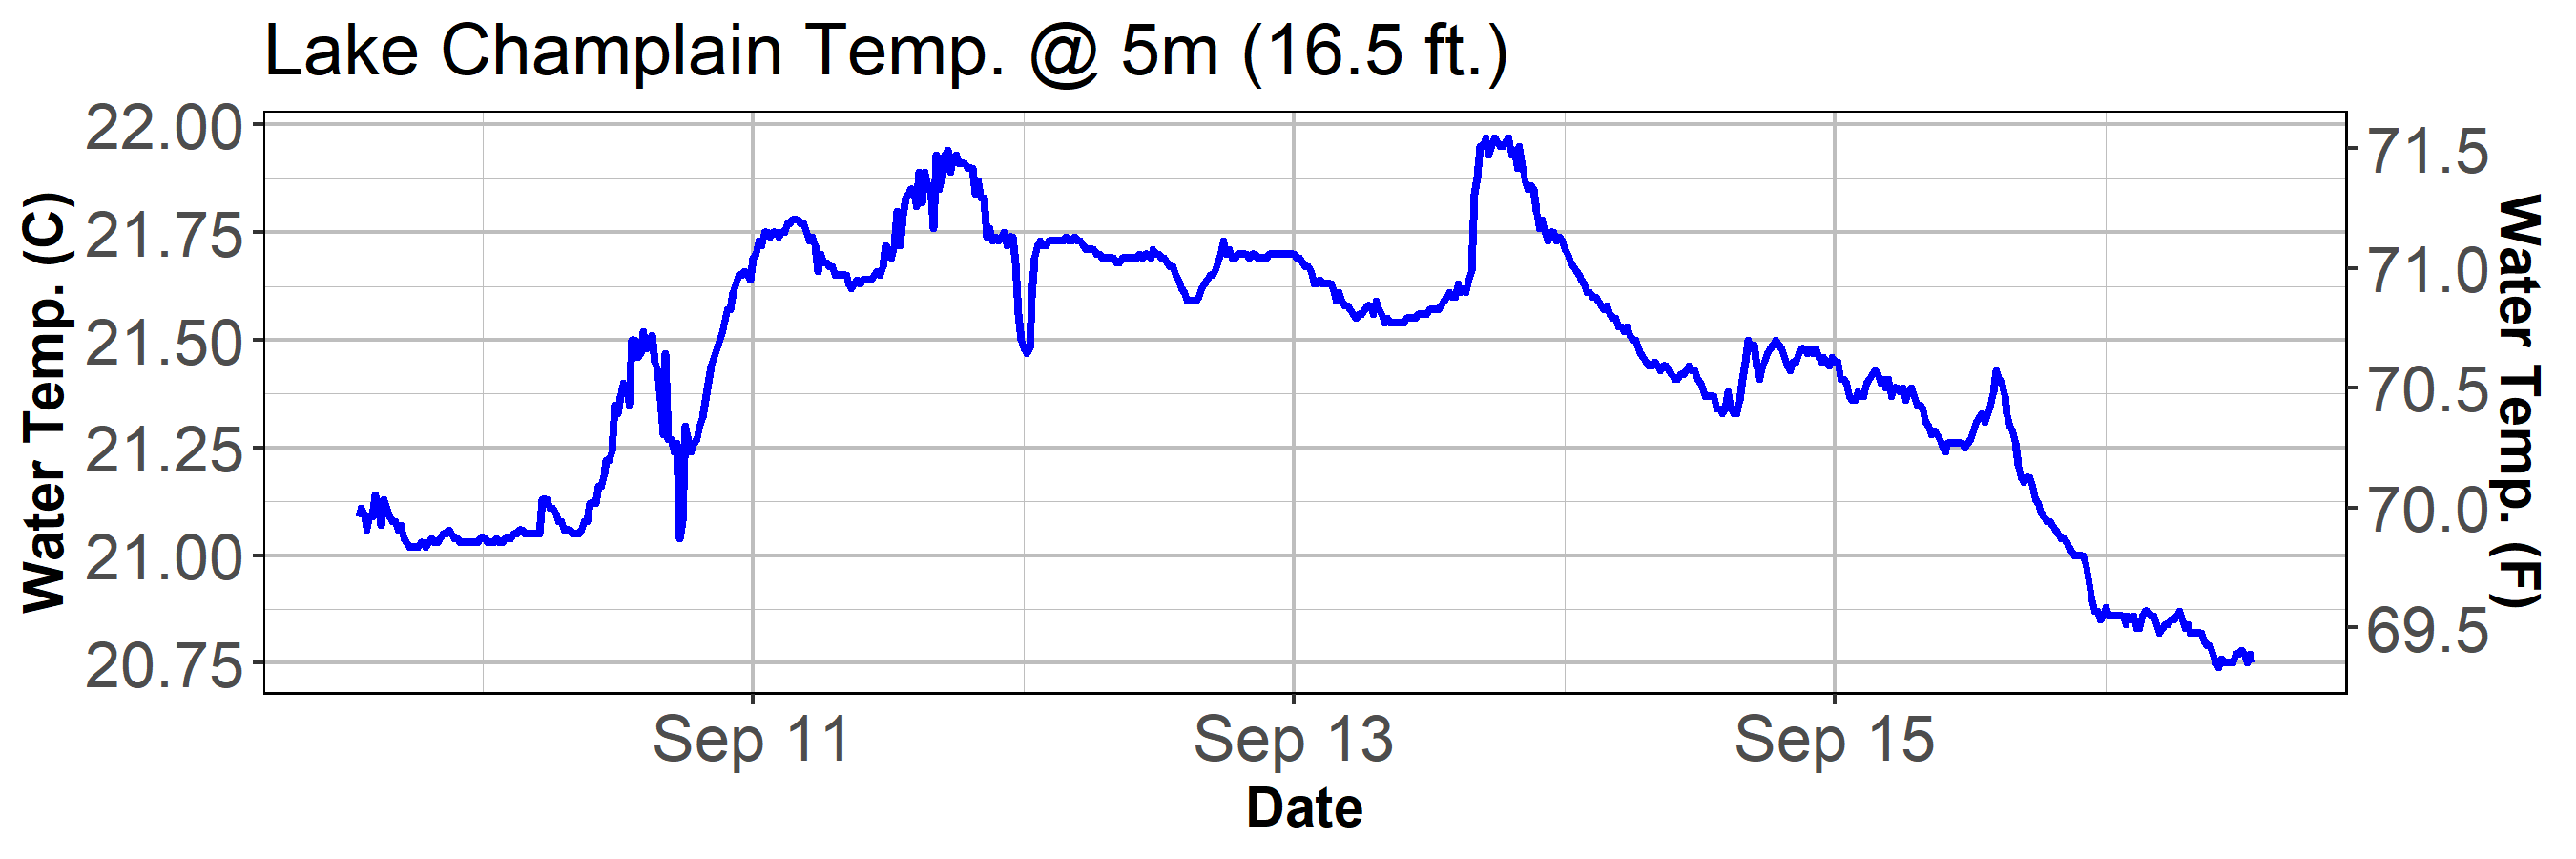 Lake Champlain Temp. @ 5m (16.5 ft.)
Water Temp. (C)
22.00
21.75
21.50
21.25
21.00
20.75
71.5
71.0
70.5
70.0
69.5
Water Temp. (F)
Sep 11
Sep 13
Sep 15
Date